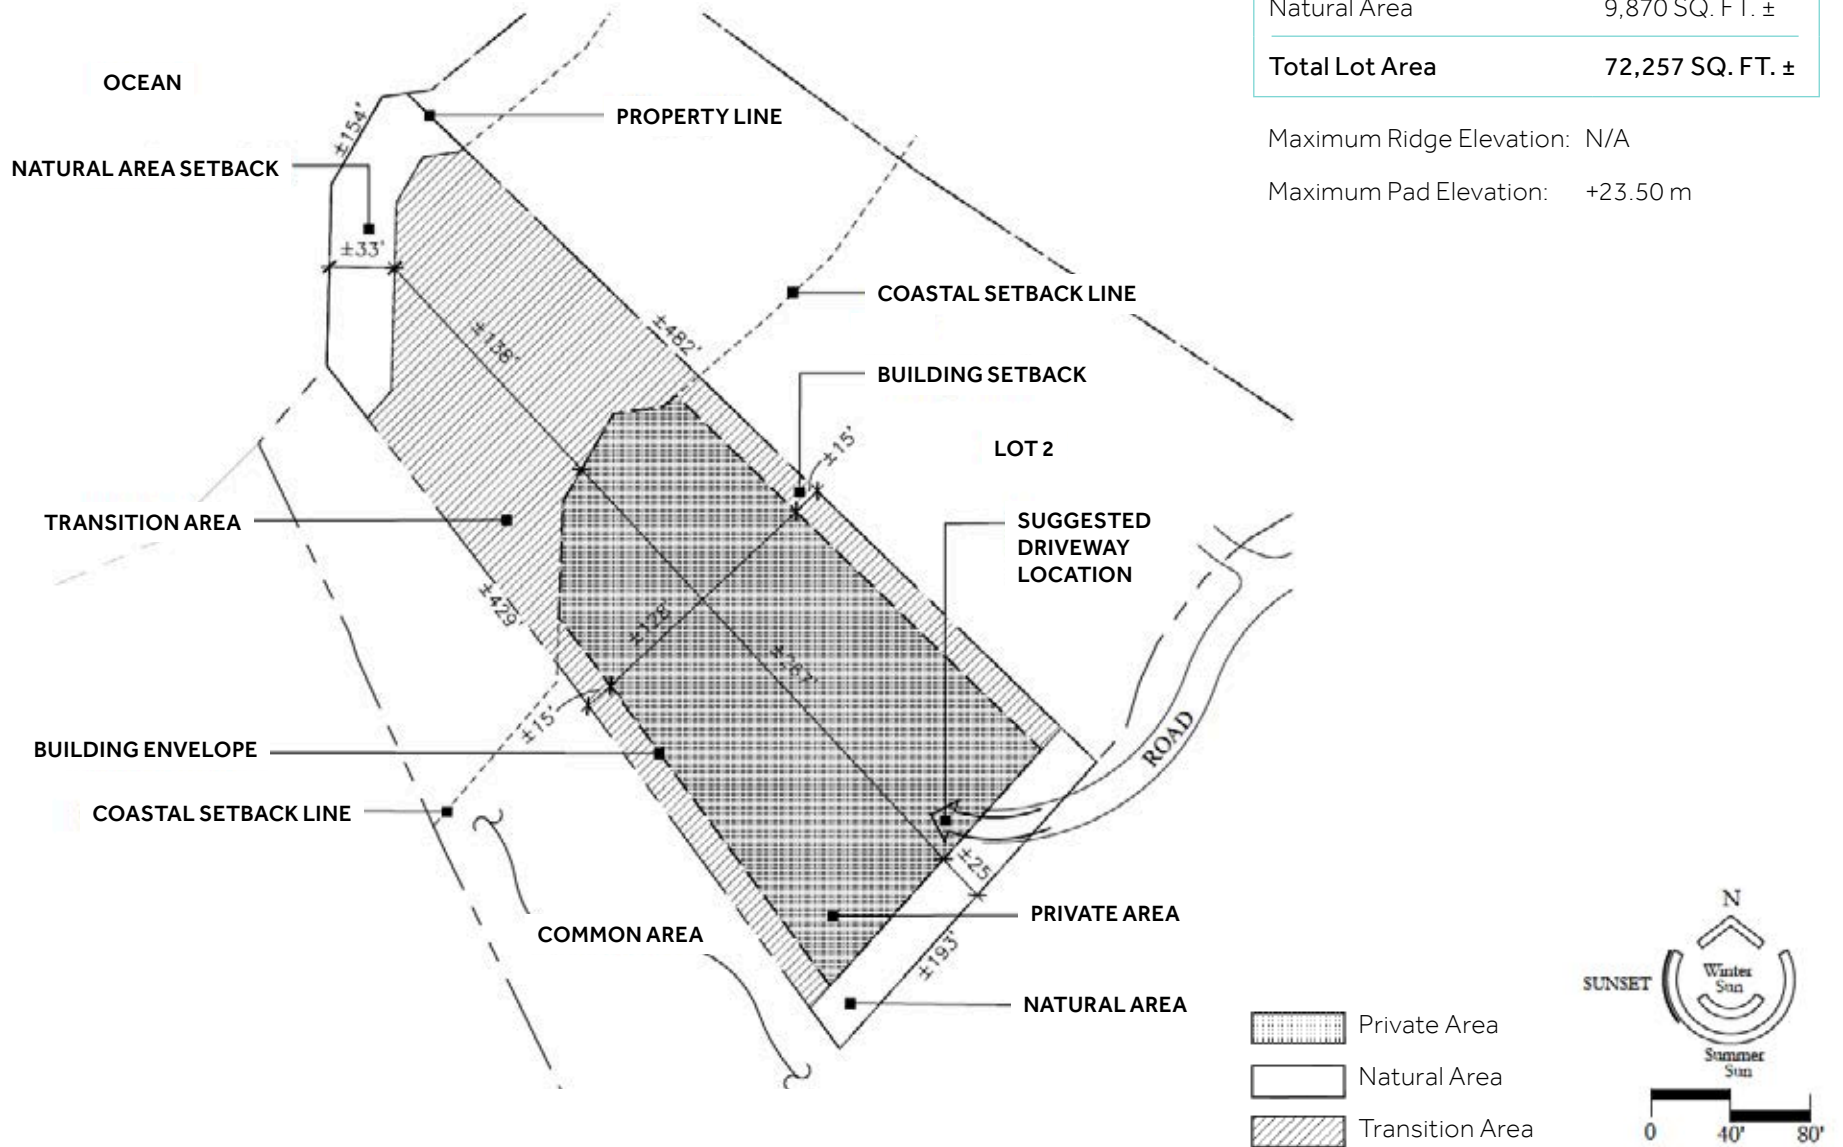 Natural Area 9,870 SQ. FT. ±
Total Lot Area 72,257 SQ. FT. ±
Maximum Ridge Elevation: N/A
Maximum Pad Elevation: +23.50 m
OCEAN
±154'
PROPERTY LINE
NATURAL AREA SETBACK
±33'
COASTAL SETBACK LINE
±482'
±138'
BUILDING SETBACK
±15'
LOT 2
TRANSITION AREA
SUGGESTED
DRIVEWAY
LOCATION
±429'
±128'
±267'
±15'
ROAD
BUILDING ENVELOPE
COASTAL SETBACK LINE
±25
PRIVATE AREA
COMMON AREA
±193'
NATURAL AREA
N
SUNSET
Winter
Sun
Summer
Sun
Private Area
Natural Area
Transition Area
0 40' 80'